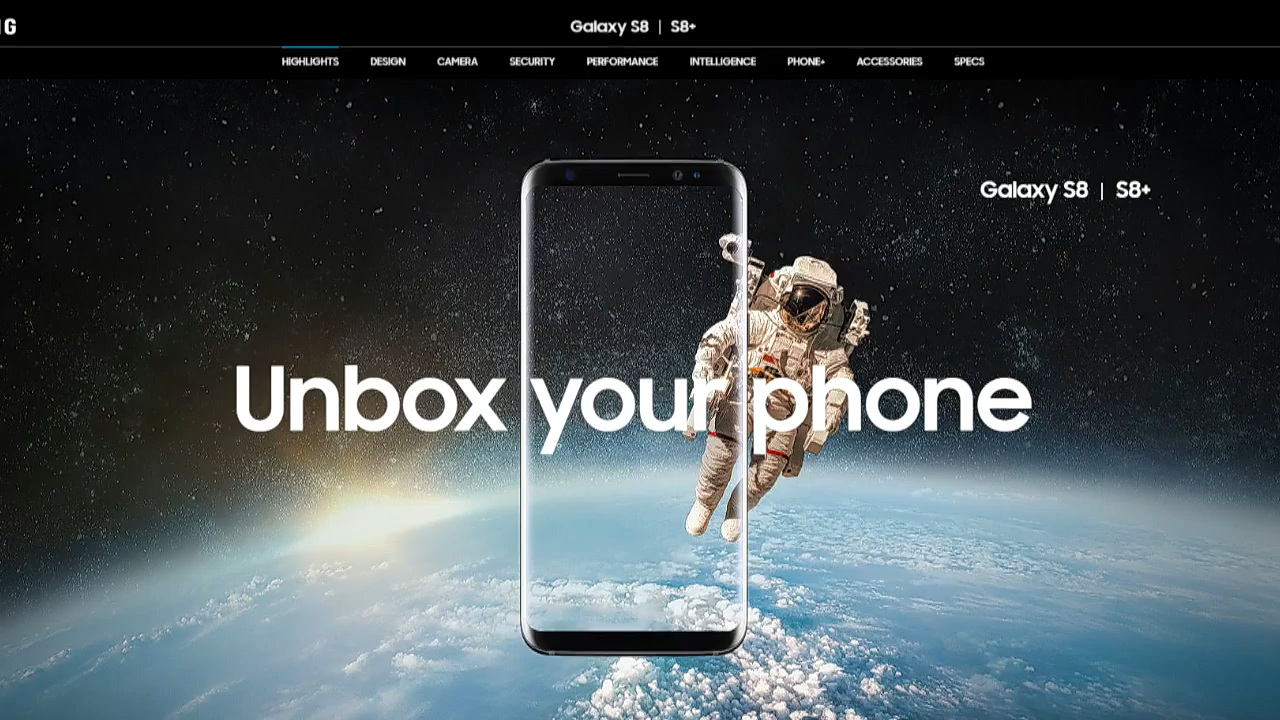 Galaxy S8 | S8+
HIGHLIGHTS DESIGN CAMERA SECURITY PERFORMANCE INTELLIGENCE PHONE+ ACCESSORIES SPECS
Galaxy S8 | S8+
Unbox your phone